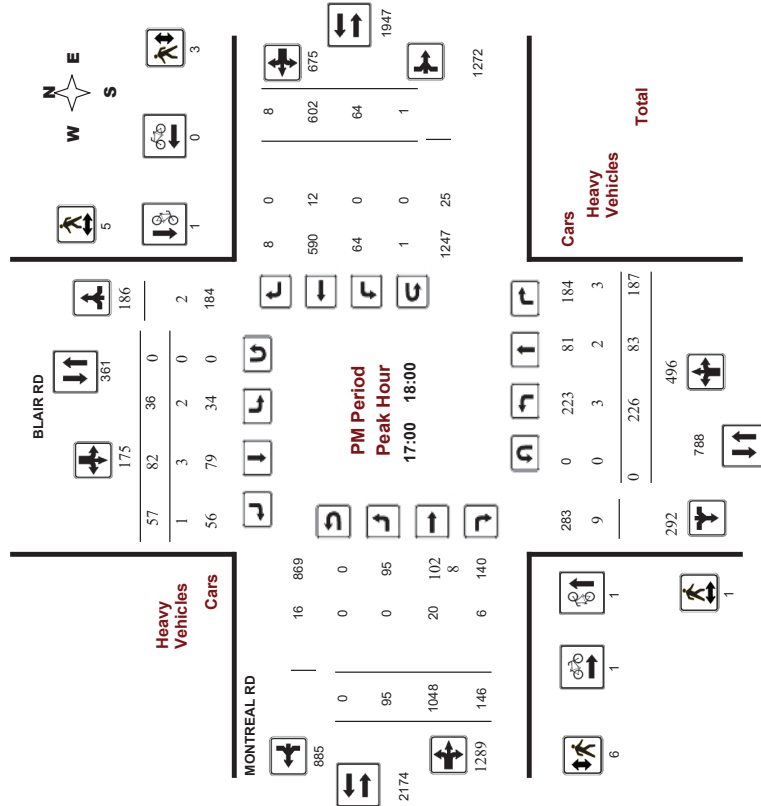 N
W E
S
3
0
5
1
1947
675
1272
8 0 8
602 12 590
64 0 64
1 0 1
25 1247
BLAIR RD
361
175
186
57 82 36 0
1 3 2 0 2
56 79 34 0 184
Heavy
Vehicles
Cars
PM Period
Peak Hour
17:00 18:00
MONTREAL RD
885
2174
1289
16 869
0 0 0
95 0 95
1048 20 102
8
146 6 140
Cars
Heavy
Vehicles
Total
283 0 223 81 184
9 0 3 2 3
0 226 83 187
292
788
496
6
1
1
1